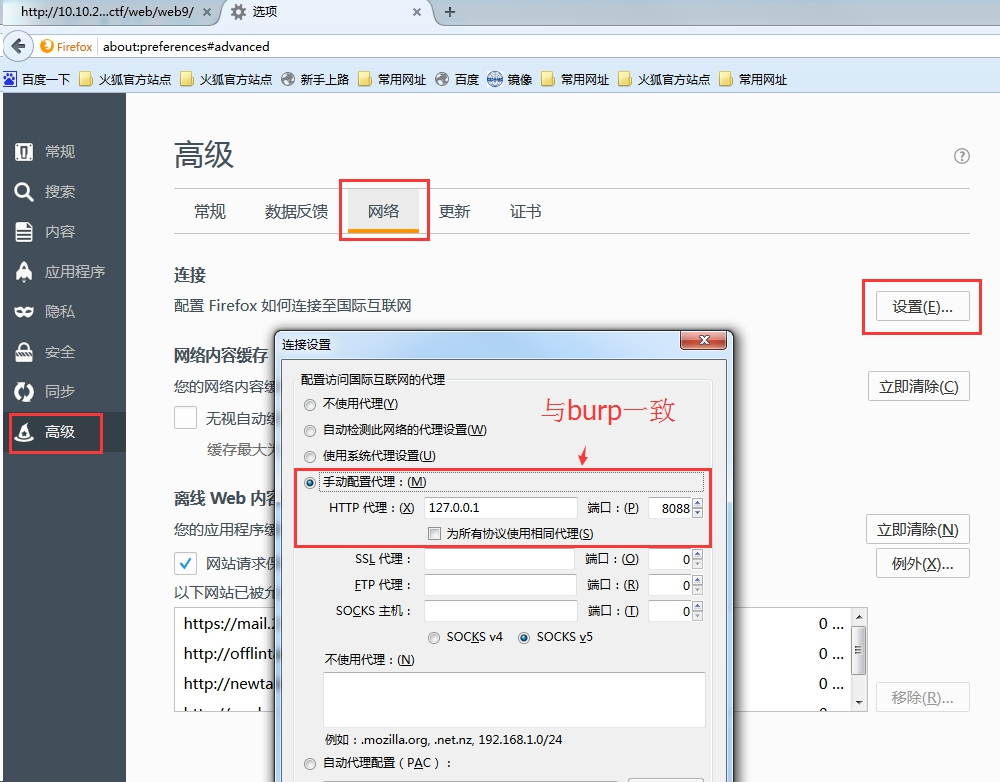 http://10.10.2...ctf/web/web9/
选项
Firefox
about:preferences#advanced
百度一下 火狐官方站点 火狐官方站点 新手上路 常用网址 百度 镜像 常用网址 火狐官方站点 常用网址
常规
搜索
内容
应用程序
隐私
安全
同步
高级
高级
常规 数据反馈 网络 更新 证书
连接
配置 Firefox 如何连接至国际互联网
设置(E)...
网络内容缓存
您的网络内容缓
立即清除(C)
无视自动缓
缓存最大为
离线 Web 内容
您的应用程序缓
立即清除(N)
网站请求保
例外(X)...
以下网站已被允
https://mail.
0 ...
http://offlint
0 ...
http://newta
0 ...
移除(R)...
连接设置
配置访问国际互联网的代理
不使用代理(Y)
自动检测此网络的代理设置(W)
使用系统代理设置(U)
与burp一致
手动配置代理：(M)
HTTP 代理：(X) 127.0.0.1 端口：(P) 8088
为所有协议使用相同代理(S)
SSL 代理： 端口：(O) 0
FTP 代理： 端口：(R) 0
SOCKS 主机： 端口：(T) 0
SOCKS v4 SOCKS v5
不使用代理：(N)
例如：.mozilla.org, .net.nz, 192.168.1.0/24
自动代理配置（PAC）：